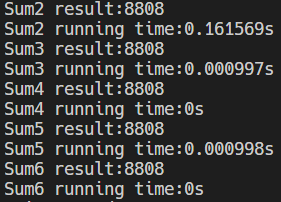 Sum2 result:8808
Sum2 running time:0.161569s
Sum3 result:8808
Sum3 running time:0.000997s
Sum4 result:8808
Sum4 running time:0s
Sum5 result:8808
Sum5 running time:0.000998s
Sum6 result:8808
Sum6 running time:0s